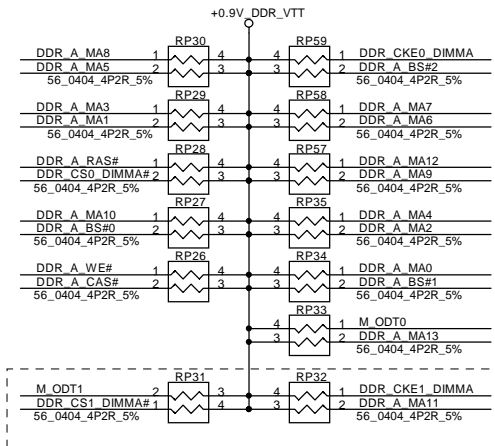 +0.9V_DDR_VTT
RP30 RP59
DDR_A_MA8 1 4 4 1 DDR_CKE0_DIMMA
DDR_A_MA5 2 3 3 2 DDR_A_BS#2
56_0404_4P2R_5% 56_0404_4P2R_5%
RP29 RP58
DDR_A_MA3 1 4 4 1 DDR_A_MA7
DDR_A_MA1 2 3 3 2 DDR_A_MA6
56_0404_4P2R_5% 56_0404_4P2R_5%
RP28 RP57
DDR_A_RAS# 1 4 4 1 DDR_A_MA12
DDR_CS0_DIMMA# 2 3 3 2 DDR_A_MA9
56_0404_4P2R_5% 56_0404_4P2R_5%
RP27 RP35
DDR_A_MA10 1 4 4 1 DDR_A_MA4
DDR_A_BS#0 2 3 3 2 DDR_A_MA2
56_0404_4P2R_5% 56_0404_4P2R_5%
RP26 RP34
DDR_A_WE# 1 4 4 1 DDR_A_MA0
DDR_A_CAS# 2 3 3 2 DDR_A_BS#1
56_0404_4P2R_5% 56_0404_4P2R_5%
RP33
4 1 M_ODT0
3 2 DDR_A_MA13
56_0404_4P2R_5%
RP31 RP32
M_ODT1 2 3 4 1 DDR_CKE1_DIMMA
DDR_CS1_DIMMA# 1 4 3 2 DDR_A_MA11
56_0404_4P2R_5% 56_0404_4P2R_5%